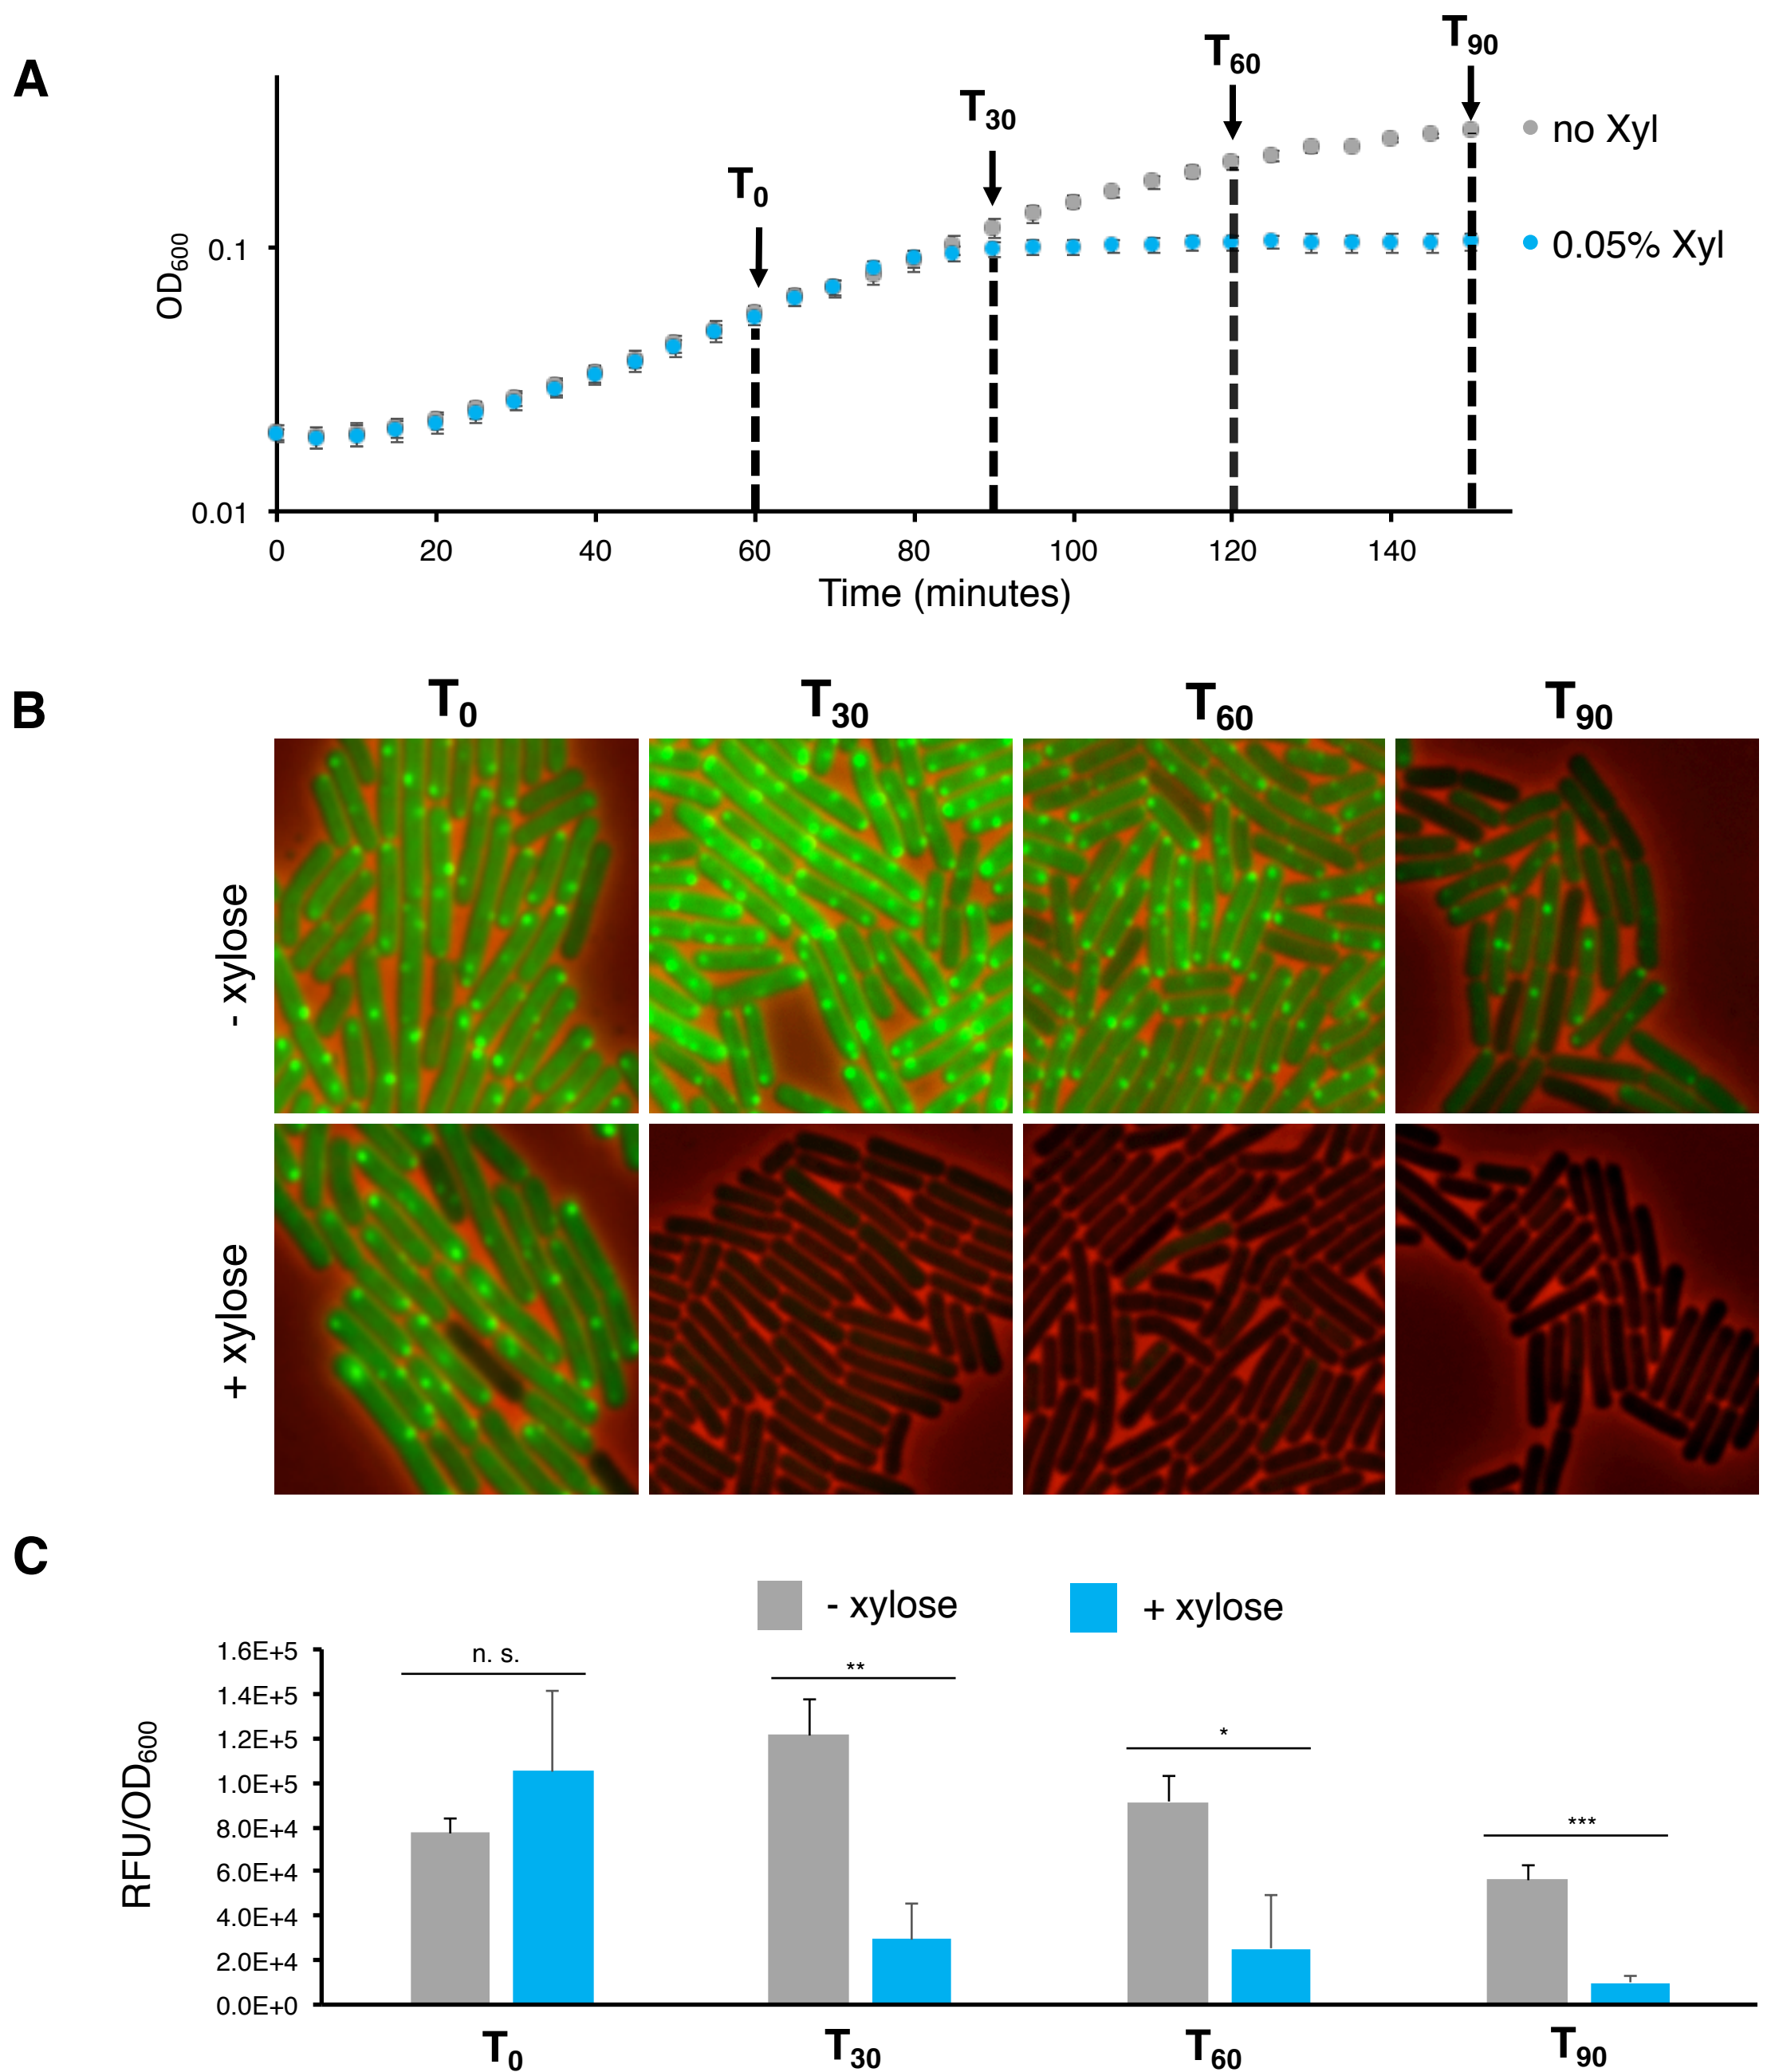 A
T0
T30
T60
T90
no Xyl
0.05% Xyl
OD600
0.1
0.01
0 20 40 60 80 100 120 140
Time (minutes)
B
T0 T30 T60 T90
- xylose
+ xylose
C
- xylose + xylose
RFU/OD600
1.6E+5
1.4E+5
1.2E+5
1.0E+5
8.0E+4
6.0E+4
4.0E+4
2.0E+4
0.0E+0
n. s.
**
*
***
T0 T30 T60 T90